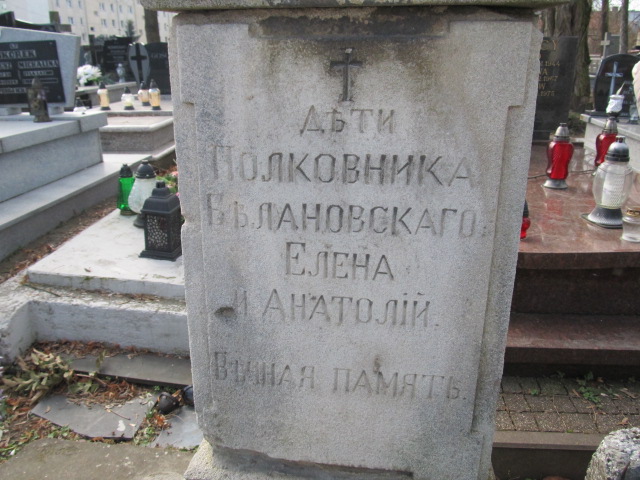 Дѣти
Полковника
Бѣлановскаго.
Елена
и Анатолій.
Вѣчная память.